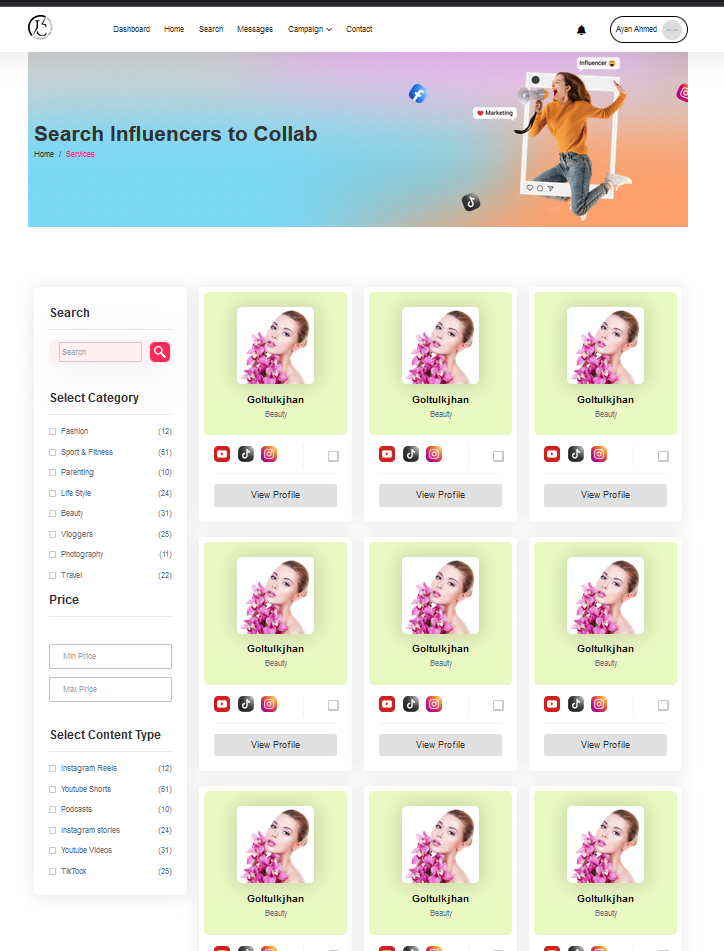 Dashboard Home Search Messages Campaign Contact Ayan Ahmed
Influencer
Marketing
Search Influencers to Collab
Home / Services
Search
Search
Select Category
Fashion (12)
Sport & Fitness (51)
Parenting (10)
Life Style (24)
Beauty (31)
Vloggers (25)
Photography (11)
Travel (22)
Price
Min Price
Max Price
Select Content Type
Instagram Reels (12)
Youtube Shorts (51)
Podcasts (10)
Instagram stories (24)
Youtube Videos (31)
TikTock (25)
Goltulkjhan Goltulkjhan Goltulkjhan
Beauty Beauty Beauty
View Profile View Profile View Profile
Goltulkjhan Goltulkjhan Goltulkjhan
Beauty Beauty Beauty
View Profile View Profile View Profile
Goltulkjhan Goltulkjhan Goltulkjhan
Beauty Beauty Beauty